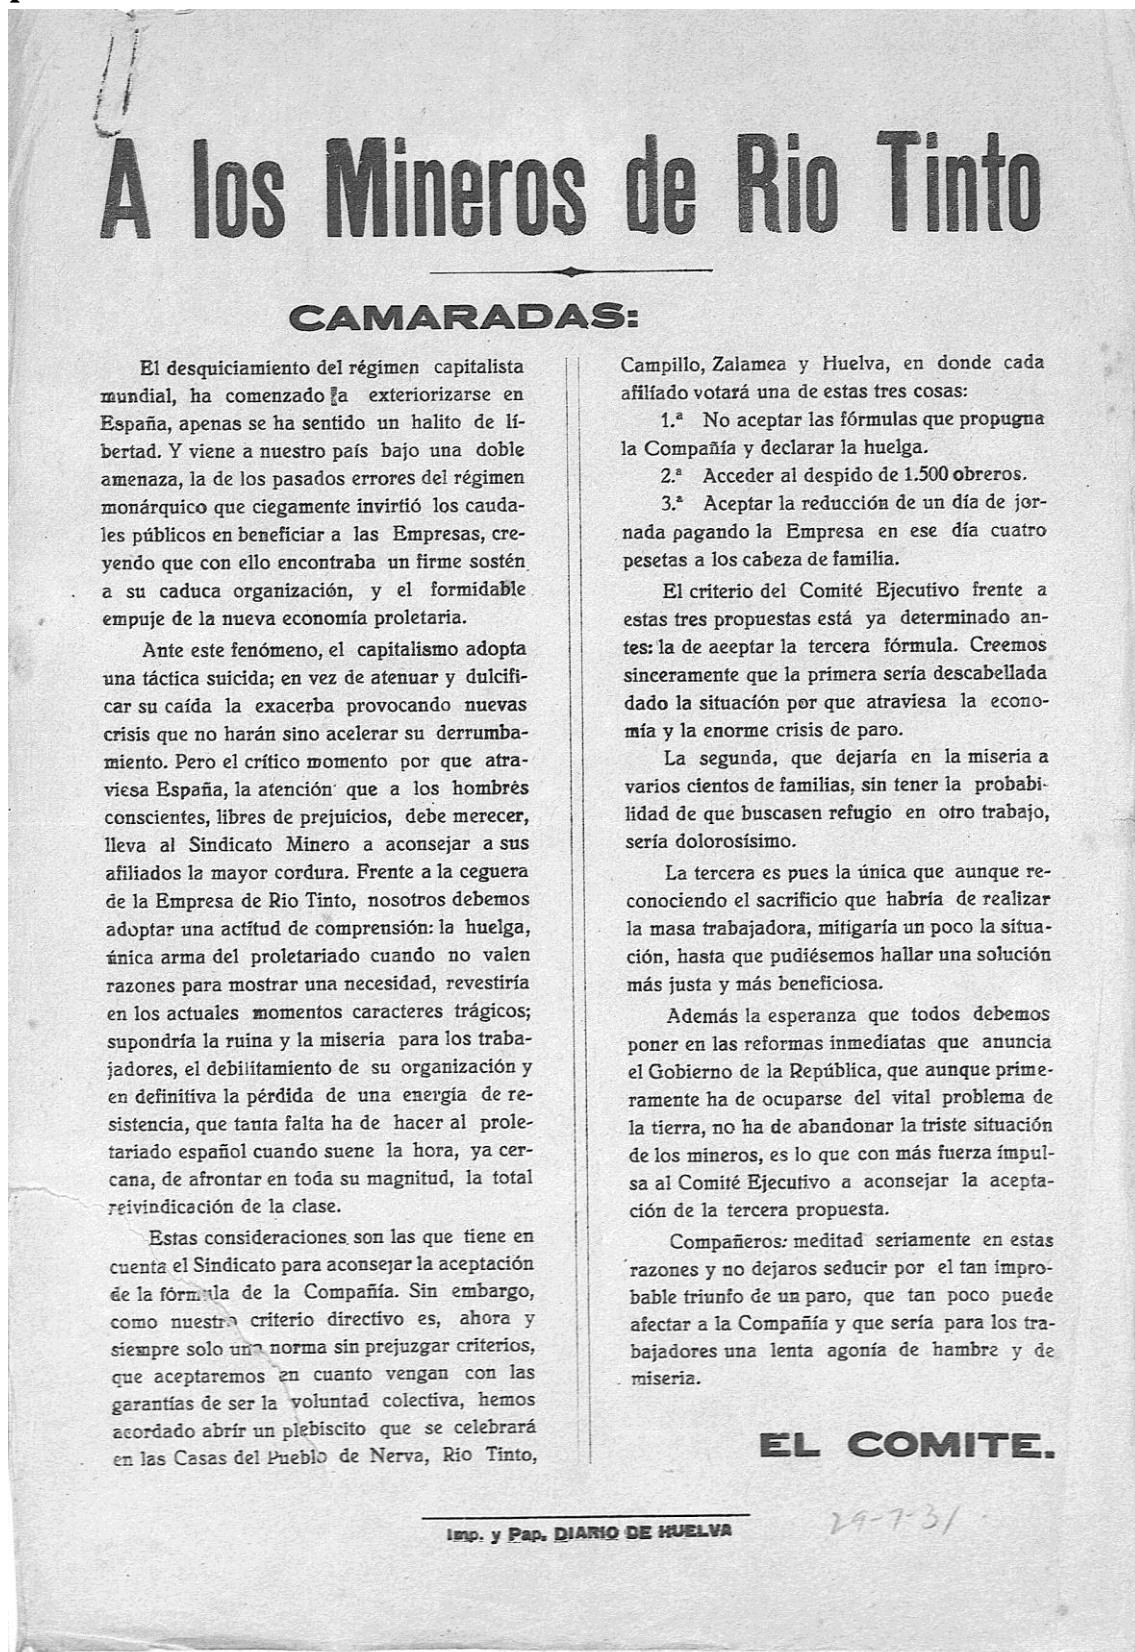 A los Mineros de Rio Tinto
CAMARADAS:
El desquiciamiento del régimen capitalista
mundial, ha comenzado a exteriorizarse en
España, apenas se ha sentido un halito de li-
bertad. Y viene a nuestro país bajo una doble
amenaza, la de los pasados errores del régimen
monárquico que ciegamente invirtió los cauda-
les públicos en beneficiar a las Empresas, cre-
yendo que con ello encontraba un firme sostén
a su caduca organización, y el formidable
empuje de la nueva economía proletaria.
Ante este fenómeno, el capitalismo adopta
una táctica suicida; en vez de atenuar y dulcifi-
car su caída la exacerba provocando nuevas
crisis que no harán sino acelerar su derrumba-
miento. Pero el crítico momento por que atra-
viesa España, la atención que a los hombres
conscientes, libres de prejuicios, debe merecer,
lleva al Sindicato Minero a aconsejar a sus
afiliados la mayor cordura. Frente a la ceguera
de la Empresa de Rio Tinto, nosotros debemos
adoptar una actitud de comprensión: la huelga,
única arma del proletariado cuando no valen
razones para mostrar una necesidad, revestiría
en los actuales momentos caracteres trágicos;
supondría la ruina y la miseria para los traba-
jadores, el debilitamiento de su organización y
en definitiva la pérdida de una energía de re-
sistencia, que tanta falta ha de hacer al prole-
tariado español cuando suene la hora, ya cer-
cana, de afrontar en toda su magnitud, la total
reivindicación de la clase.
Estas consideraciones son las que tiene en
cuenta el Sindicato para aconsejar la aceptación
de la fórmula de la Compañía. Sin embargo,
como nuestro criterio directivo es, ahora y
siempre solo una norma sin prejuzgar criterios,
que aceptaremos en cuanto vengan con las
garantías de ser la voluntad colectiva, hemos
acordado abrír un plebiscito que se celebrará
en las Casas del Pueblo de Nerva, Rio Tinto,
Campillo, Zalamea y Huelva, en donde cada
afiliado votará una de estas tres cosas:
1.ª No aceptar las fórmulas que propugna
la Compañía y declarar la huelga.
2.ª Acceder al despido de 1.500 obreros.
3.ª Aceptar la reducción de un día de jor-
nada pagando la Empresa en ese día cuatro
pesetas a los cabeza de familia.
El criterio del Comité Ejecutivo frente a
estas tres propuestas está ya determinado an-
tes: la de aeeptar la tercera fórmula. Creemos
sinceramente que la primera sería descabellada
dado la situación por que atraviesa la econo-
mía y la enorme crisis de paro.
La segunda, que dejaría en la miseria a
varios cientos de familias, sin tener la probabi-
lidad de que buscasen refugio en otro trabajo,
sería dolorosísimo.
La tercera es pues la única que aunque re-
conociendo el sacrificio que habría de realizar
la masa trabajadora, mitigaría un poco la situa-
ción, hasta que pudiésemos hallar una solución
más justa y más beneficiosa.
Además la esperanza que todos debemos
poner en las reformas inmediatas que anuncia
el Gobierno de la República, que aunque prime-
ramente ha de ocuparse del vital problema de
la tierra, no ha de abandonar la triste situación
de los mineros, es lo que con más fuerza ímpul-
sa al Comité Ejecutivo a aconsejar la acepta-
ción de la tercera propuesta.
Compañeros: meditad seriamente en estas
razones y no dejaros seducir por el tan impro-
bable triunfo de un paro, que tan poco puede
afectar a la Compañía y que sería para los tra-
bajadores una lenta agonía de hambre y de
miseria.
EL COMITE.
Imp. y Pap. DIARIO DE HUELVA
29-7-31